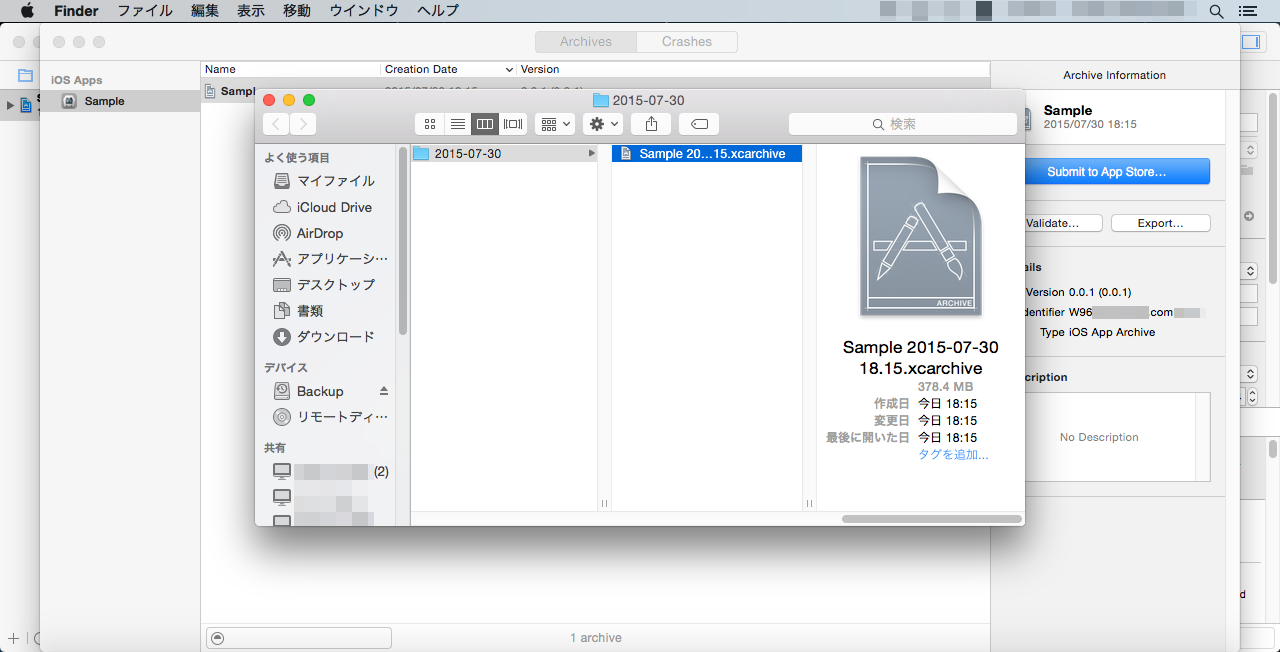 Finder ファイル 編集 表示 移動 ウインドウ ヘルプ
Archives Crashes
iOS Apps
Sample
Name Creation Date Version
1 archive
2015-07-30
検索
よく使う項目
マイファイル
iCloud Drive
AirDrop
アプリケーシ…
デスクトップ
書類
ダウンロード
デバイス
Backup
リモートディ…
共有
(2)
2015-07-30
Sample 20...15.xcarchive
ARCHIVE
Sample 2015-07-30
18.15.xcarchive
378.4 MB
作成日 今日 18:15
変更日 今日 18:15
最後に開いた日 今日 18:15
タグを追加...
Archive Information
Sample
2015/07/30 18:15
Submit to App Store...
Validate... Export...
ails
Version 0.0.1 (0.0.1)
dentifier W96 com
Type iOS App Archive
cription
No Description